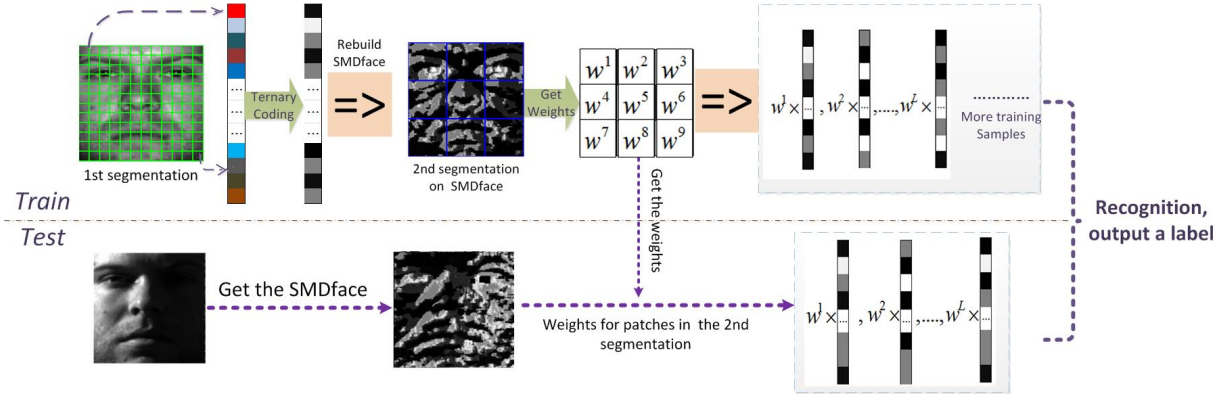 1st segmentation
...
...
...
Ternary
Coding
...
...
Rebuild
SMDface
=>
2nd segmentation
on SMDface
Get
Weights
w¹ w² w³
w⁴ w⁵ w⁶
w⁷ w⁸ w⁹
=>
w¹ × ... , w² × ... ,...., wᴸ × ...
............
More training
Samples
Train
Test
Get the weights
Recognition,
output a label
Get the SMDface
Weights for patches in the 2nd
segmentation
w¹ × ... , w² × ... ,...., wᴸ × ...